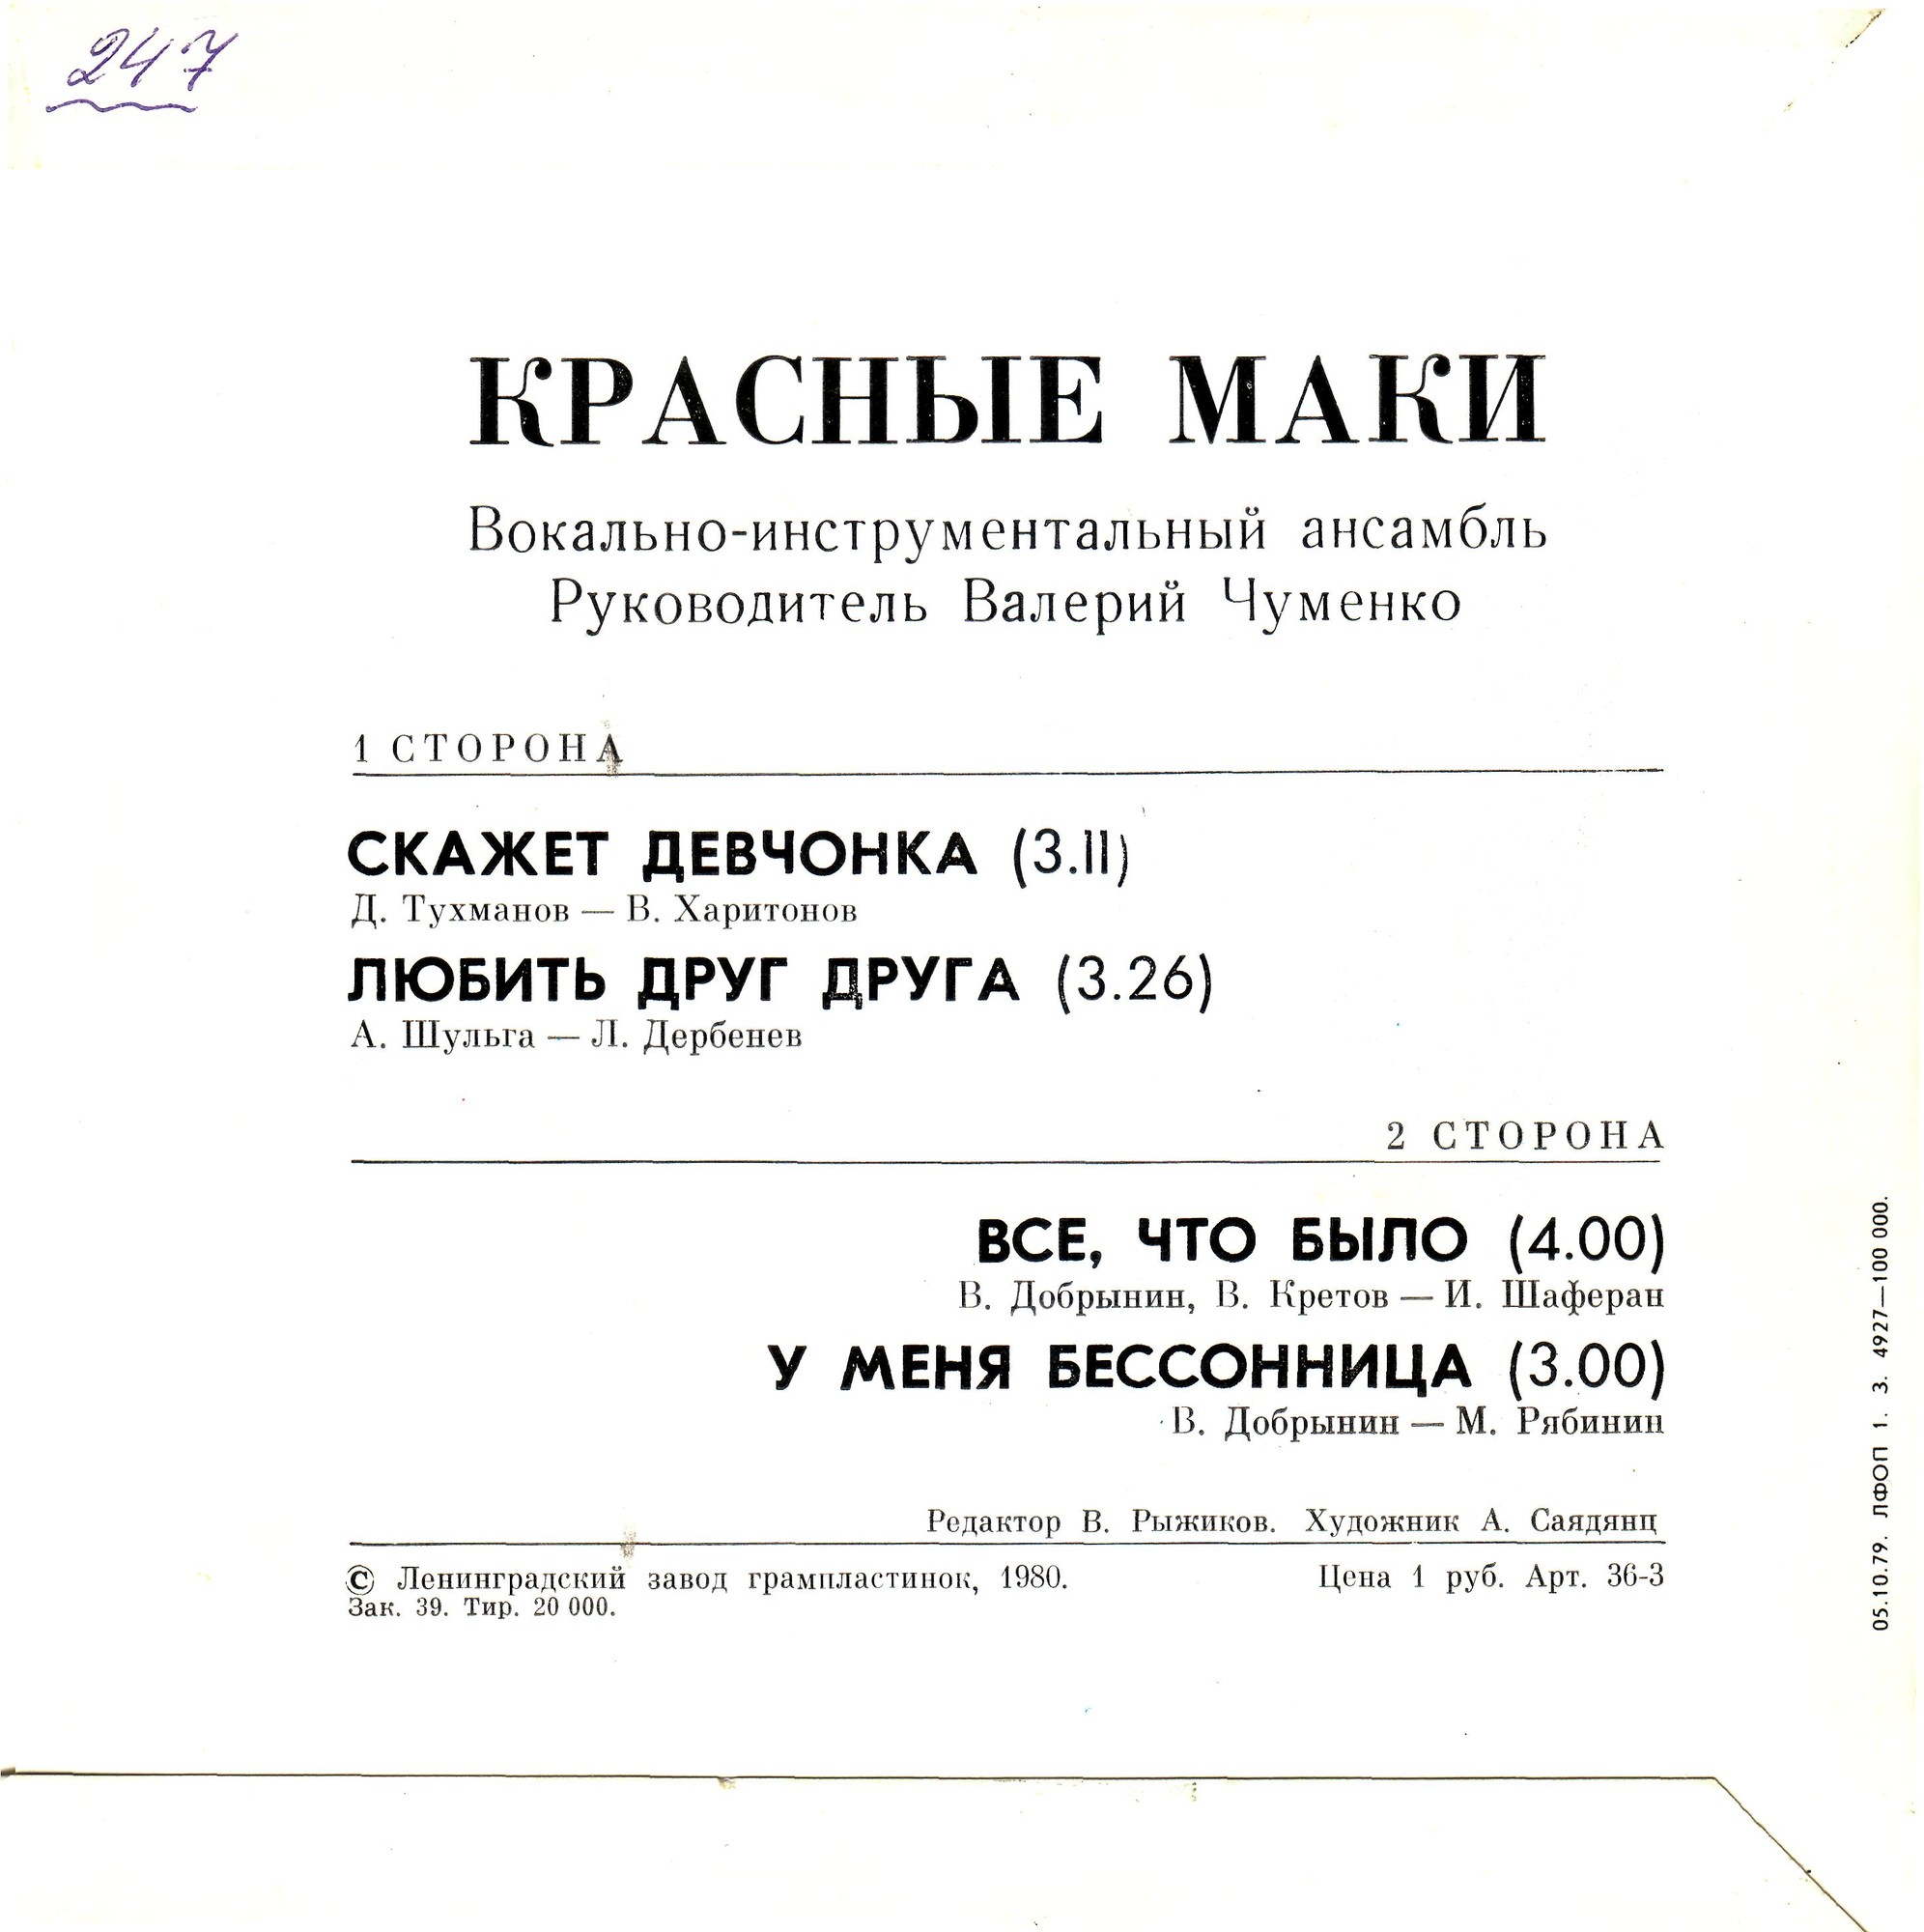 247
КРАСНЫЕ МАКИ
Вокально-инструментальный ансамбль
Руководитель Валерий Чуменко
1 СТОРОНА
СКАЖЕТ ДЕВЧОНКА (3.11)
Д. Тухманов — В. Харитонов
ЛЮБИТЬ ДРУГ ДРУГА (3.26)
А. Шульга — Л. Дербенев
2 СТОРОНА
ВСЕ, ЧТО БЫЛО (4.00)
В. Добрынин, В. Кретов — И. Шаферан
У МЕНЯ БЕССОННИЦА (3.00)
В. Добрынин — М. Рябинин
Редактор В. Рыжиков. Художник А. Саядянц
© Ленинградский завод грампластинок, 1980. Цена 1 руб. Арт. 36-3
Зак. 39. Тир. 20 000.
05.10.79. ЛФОП 1. З. 4927—100 000.